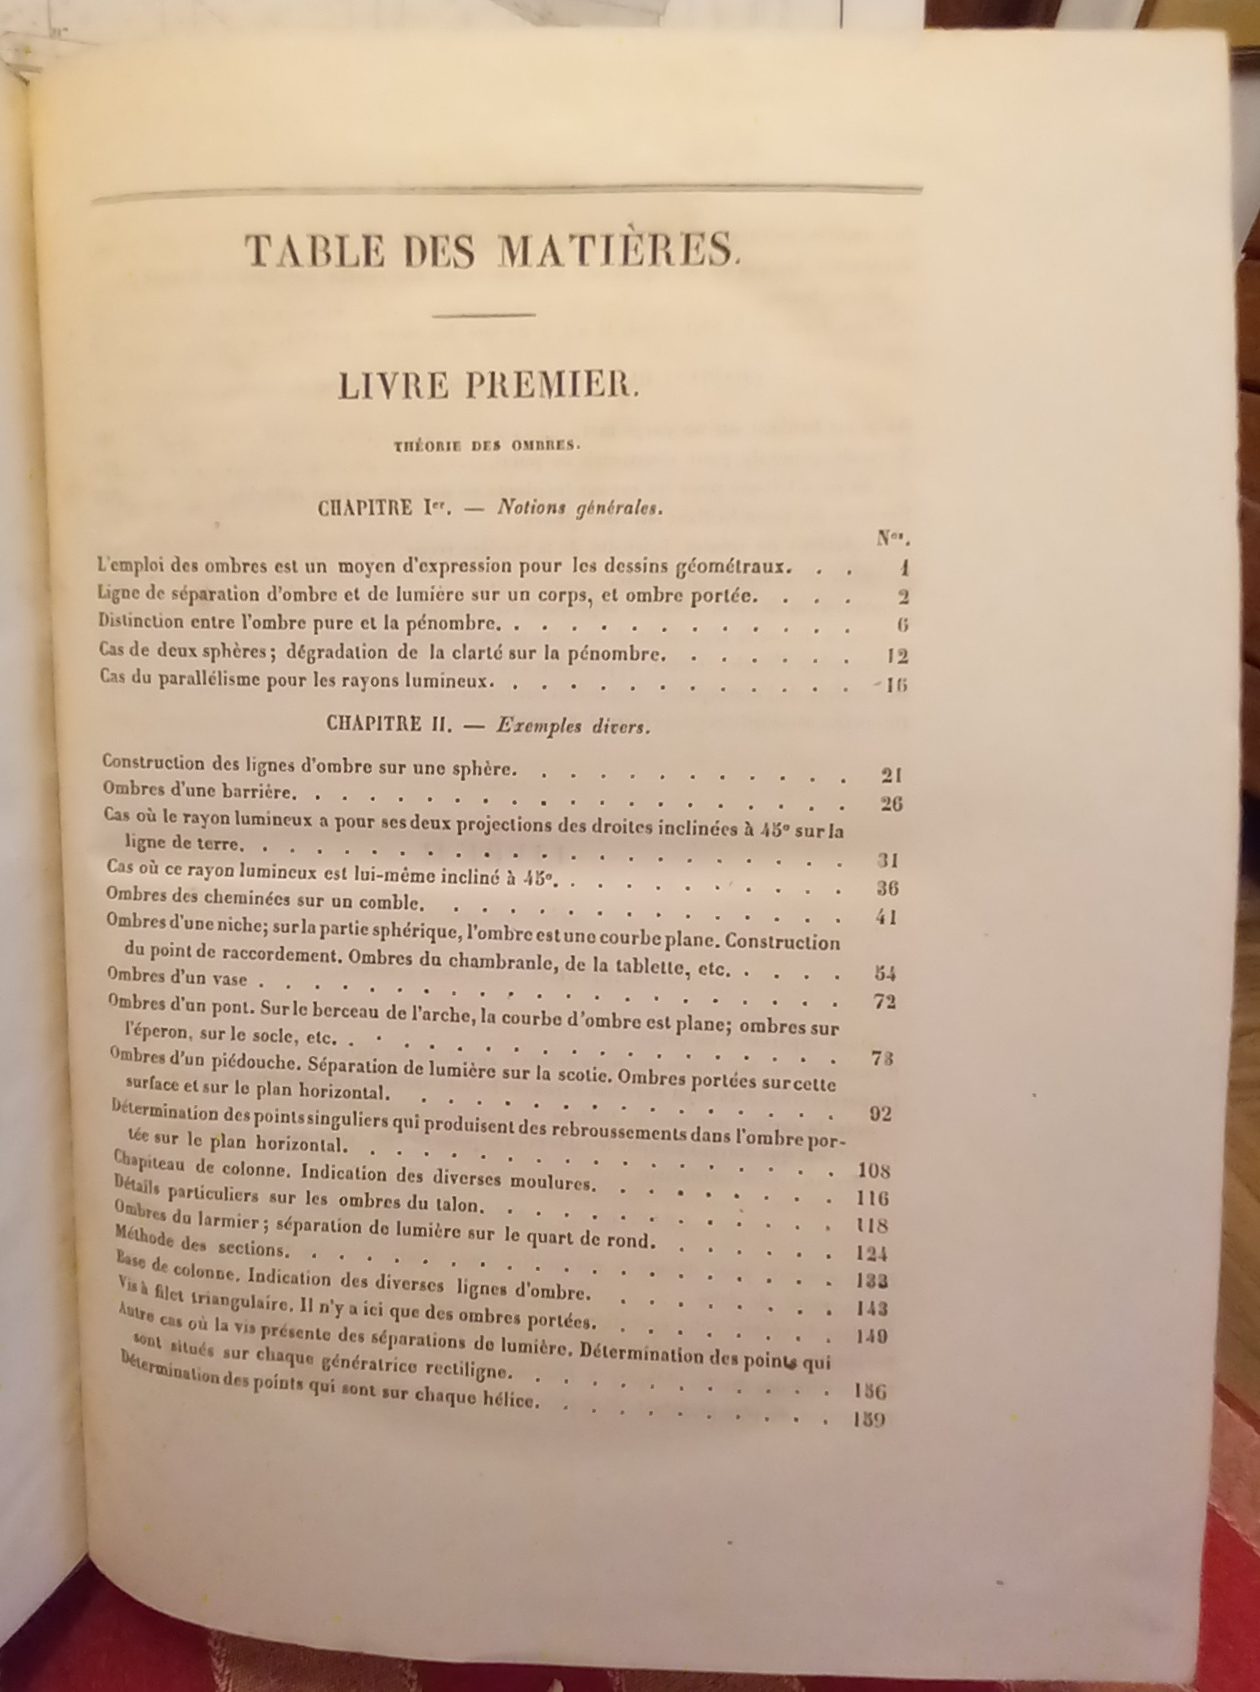 TABLE DES MATIÈRES.
LIVRE PREMIER.
THÉORIE DES OMBRES.
CHAPITRE Ier. — Notions générales.
Nos.
L'emploi des ombres est un moyen d'expression pour les dessins géométraux. . . 1
Ligne de séparation d'ombre et de lumière sur un corps, et ombre portée. . . . 2
Distinction entre l'ombre pure et la pénombre. . . . . . . . . . . . . 6
Cas de deux sphères; dégradation de la clarté sur la pénombre. . . . . . . 12
Cas du parallélisme pour les rayons lumineux. . . . . . . . . . . . . 16
CHAPITRE II. — Exemples divers.
Construction des lignes d'ombre sur une sphère. . . . . . . . . . . . 21
Ombres d'une barrière. . . . . . . . . . . . . . . . . . . . 26
Cas où le rayon lumineux a pour ses deux projections des droites inclinées à 45° sur la
ligne de terre. . . . . . . . . . . . . . . . . . . . . . 31
Cas où ce rayon lumineux est lui-même incliné à 45°. . . . . . . . . . . 36
Ombres des cheminées sur un comble. . . . . . . . . . . . . . . 41
Ombres d'une niche; sur la partie sphérique, l'ombre est une courbe plane. Construction
du point de raccordement. Ombres du chambranle, de la tablette, etc. . . . . 54
Ombres d'un vase . . . . . . . . . . . . . . . . . . . . . 72
Ombres d'un pont. Sur le berceau de l'arche, la courbe d'ombre est plane; ombres sur
l'éperon, sur le socle, etc. . . . . . . . . . . . . . . . . . . 78
Ombres d'un piédouche. Séparation de lumière sur la scotie. Ombres portées sur cette
surface et sur le plan horizontal. . . . . . . . . . . . . . . . 92
Détermination des points singuliers qui produisent des rebroussements dans l'ombre por-
tée sur le plan horizontal. . . . . . . . . . . . . . . . . . 108
Chapiteau de colonne. Indication des diverses moulures. . . . . . . . . 116
Détails particuliers sur les ombres du talon. . . . . . . . . . . . . 118
Ombres du larmier; séparation de lumière sur le quart de rond. . . . . . . 124
Méthode des sections. . . . . . . . . . . . . . . . . . . . 133
Base de colonne. Indication des diverses lignes d'ombre. . . . . . . . . 143
Vis à filet triangulaire. Il n'y a ici que des ombres portées. . . . . . . . . 149
Autre cas où la vis présente des séparations de lumière. Détermination des points qui
sont situés sur chaque génératrice rectiligne. . . . . . . . . . . . 156
Détermination des points qui sont sur chaque hélice. . . . . . . . . . . 159